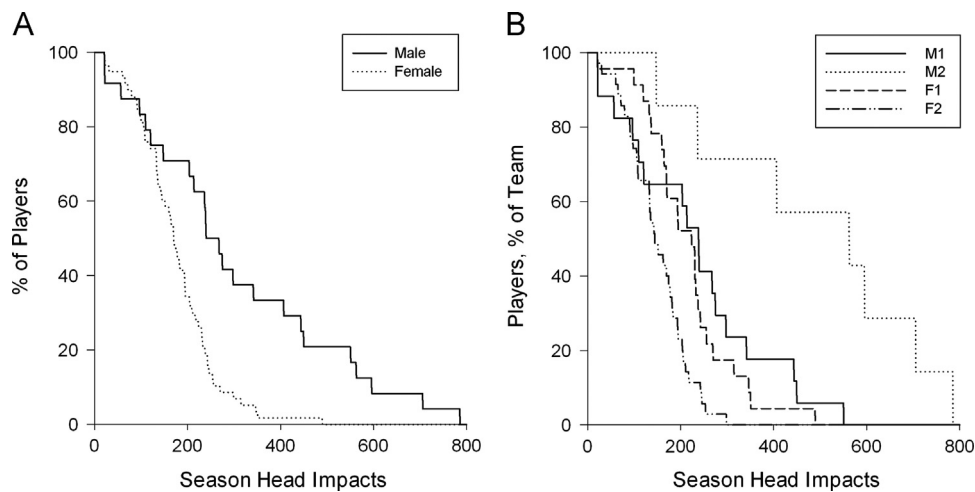 A
Male
Female
100
80
60
40
20
0
% of Players
0 200 400 600 800
Season Head Impacts
B
M1
M2
F1
F2
100
80
60
40
20
0
Players, % of Team
0 200 400 600 800
Season Head Impacts